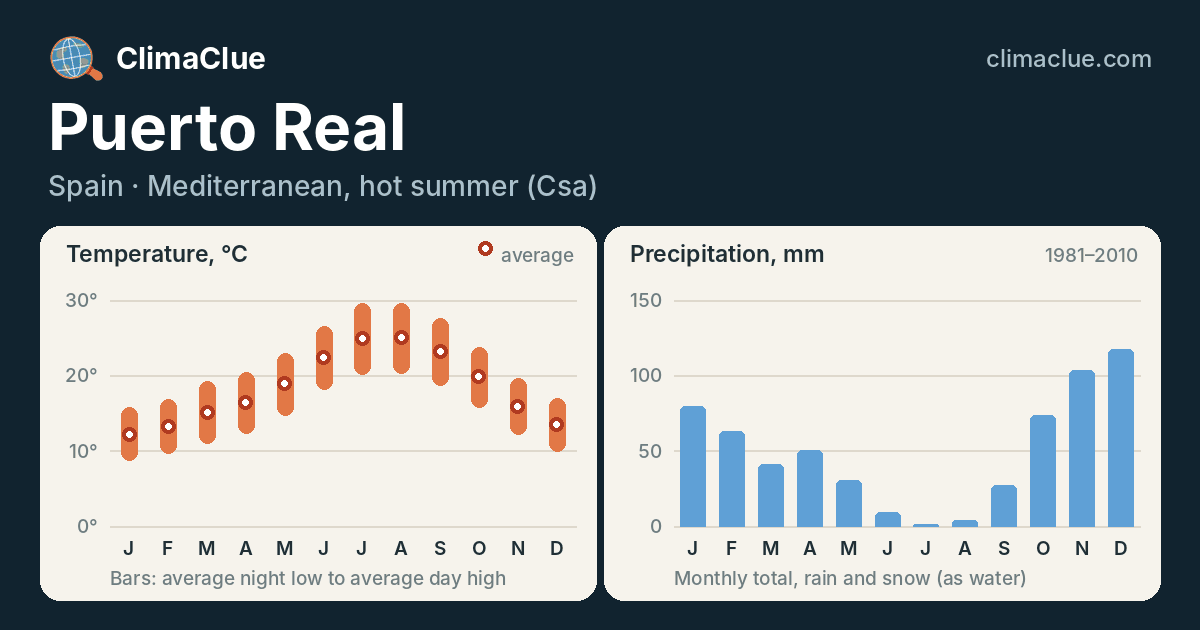 ClimaClue
climaclue.com
Puerto Real
Spain · Mediterranean, hot summer (Csa)
Temperature, °C
average
30°
20°
10°
0°
J F M A M J J A S O N D
Bars: average night low to average day high
Precipitation, mm
1981–2010
150
100
50
0
J F M A M J J A S O N D
Monthly total, rain and snow (as water)